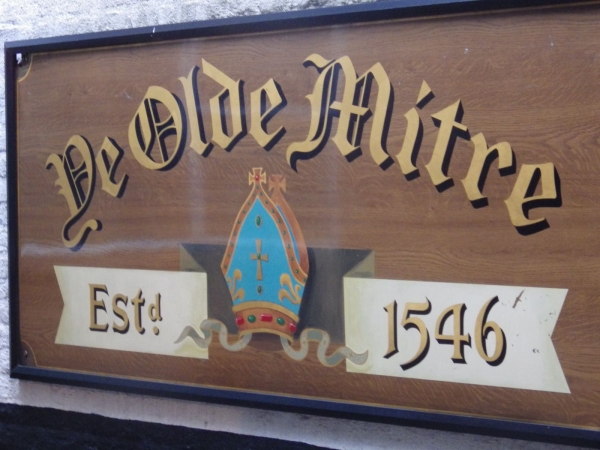 Ye Olde Mitre
Estd. 1546